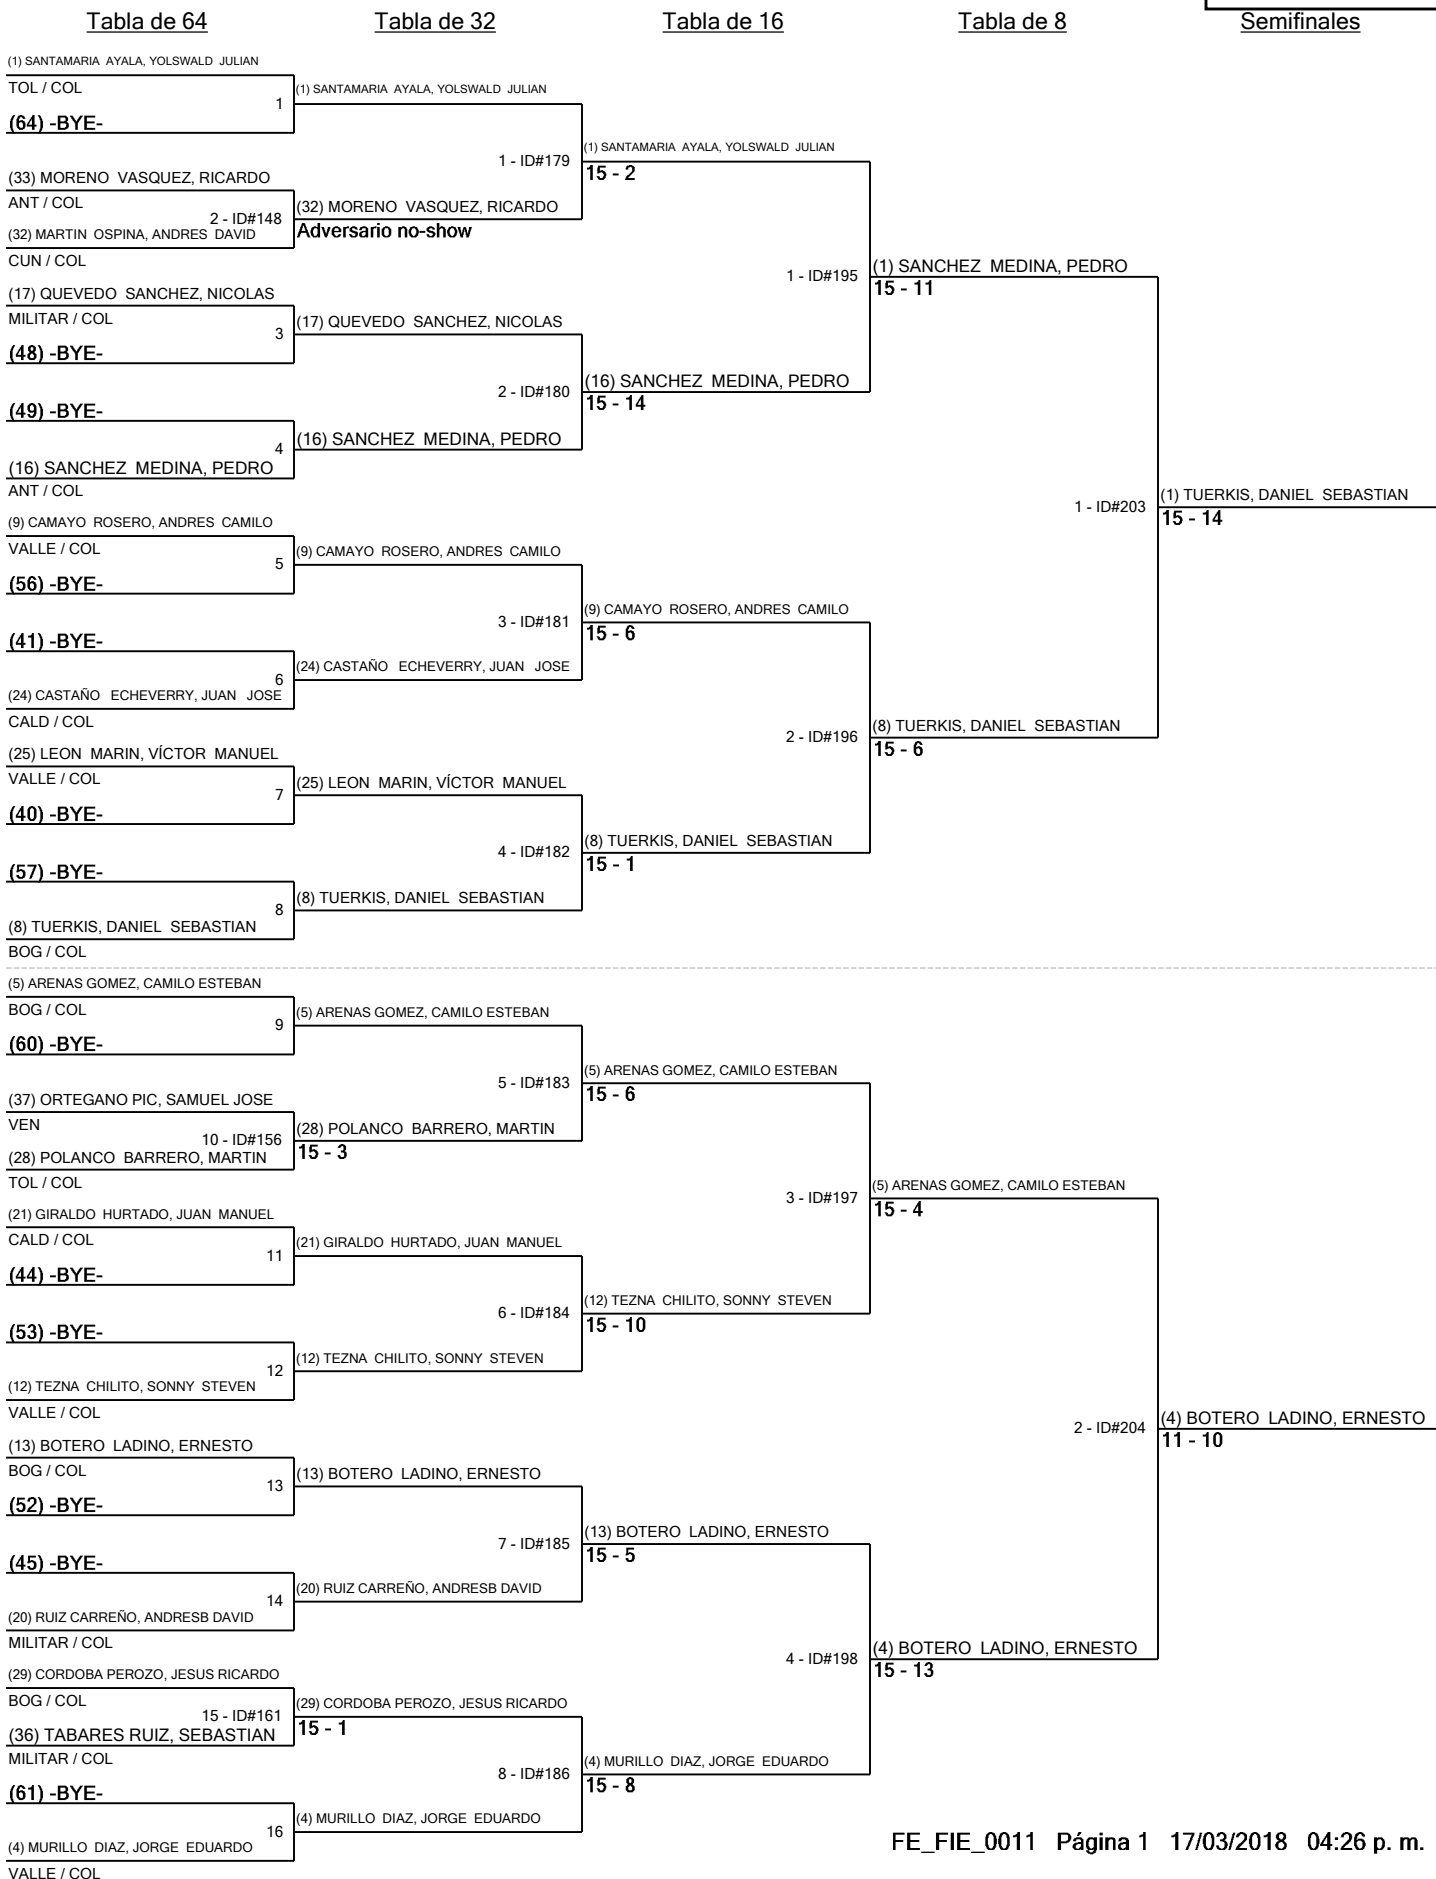 Tabla de 64
Tabla de 32
Tabla de 16
Tabla de 8
Semifinales
(1) SANTAMARIA AYALA, YOLSWALD JULIAN
TOL / COL
1
(64) -BYE-
(33) MORENO VASQUEZ, RICARDO
ANT / COL
2 - ID#148
(32) MARTIN OSPINA, ANDRES DAVID
CUN / COL
(17) QUEVEDO SANCHEZ, NICOLAS
MILITAR / COL
3
(48) -BYE-
(49) -BYE-
4
(16) SANCHEZ MEDINA, PEDRO
ANT / COL
(9) CAMAYO ROSERO, ANDRES CAMILO
VALLE / COL
5
(56) -BYE-
(41) -BYE-
6
(24) CASTAÑO ECHEVERRY, JUAN JOSE
CALD / COL
(25) LEON MARIN, VÍCTOR MANUEL
VALLE / COL
7
(40) -BYE-
(57) -BYE-
8
(8) TUERKIS, DANIEL SEBASTIAN
BOG / COL
(5) ARENAS GOMEZ, CAMILO ESTEBAN
BOG / COL
9
(60) -BYE-
(37) ORTEGANO PIC, SAMUEL JOSE
VEN
10 - ID#156
(28) POLANCO BARRERO, MARTIN
TOL / COL
(21) GIRALDO HURTADO, JUAN MANUEL
CALD / COL
11
(44) -BYE-
(53) -BYE-
12
(12) TEZNA CHILITO, SONNY STEVEN
VALLE / COL
(13) BOTERO LADINO, ERNESTO
BOG / COL
13
(52) -BYE-
(45) -BYE-
14
(20) RUIZ CARREÑO, ANDRESB DAVID
MILITAR / COL
(29) CORDOBA PEROZO, JESUS RICARDO
BOG / COL
15 - ID#161
(36) TABARES RUIZ, SEBASTIAN
MILITAR / COL
(61) -BYE-
16
(4) MURILLO DIAZ, JORGE EDUARDO
VALLE / COL
(1) SANTAMARIA AYALA, YOLSWALD JULIAN
1 - ID#179
(32) MORENO VASQUEZ, RICARDO
Adversario no-show
(17) QUEVEDO SANCHEZ, NICOLAS
2 - ID#180
(16) SANCHEZ MEDINA, PEDRO
(9) CAMAYO ROSERO, ANDRES CAMILO
3 - ID#181
(24) CASTAÑO ECHEVERRY, JUAN JOSE
(25) LEON MARIN, VÍCTOR MANUEL
4 - ID#182
(8) TUERKIS, DANIEL SEBASTIAN
(5) ARENAS GOMEZ, CAMILO ESTEBAN
5 - ID#183
(28) POLANCO BARRERO, MARTIN
15 - 3
(21) GIRALDO HURTADO, JUAN MANUEL
6 - ID#184
(12) TEZNA CHILITO, SONNY STEVEN
(13) BOTERO LADINO, ERNESTO
7 - ID#185
(20) RUIZ CARREÑO, ANDRESB DAVID
(29) CORDOBA PEROZO, JESUS RICARDO
15 - 1
8 - ID#186
(4) MURILLO DIAZ, JORGE EDUARDO
(1) SANTAMARIA AYALA, YOLSWALD JULIAN
15 - 2
1 - ID#195
(16) SANCHEZ MEDINA, PEDRO
15 - 14
(9) CAMAYO ROSERO, ANDRES CAMILO
15 - 6
2 - ID#196
(8) TUERKIS, DANIEL SEBASTIAN
15 - 1
(5) ARENAS GOMEZ, CAMILO ESTEBAN
15 - 6
3 - ID#197
(12) TEZNA CHILITO, SONNY STEVEN
15 - 10
(13) BOTERO LADINO, ERNESTO
15 - 5
4 - ID#198
(4) MURILLO DIAZ, JORGE EDUARDO
15 - 8
(1) SANCHEZ MEDINA, PEDRO
15 - 11
1 - ID#203
(8) TUERKIS, DANIEL SEBASTIAN
15 - 6
(5) ARENAS GOMEZ, CAMILO ESTEBAN
15 - 4
2 - ID#204
(4) BOTERO LADINO, ERNESTO
15 - 13
(1) TUERKIS, DANIEL SEBASTIAN
15 - 14
(4) BOTERO LADINO, ERNESTO
11 - 10
FE_FIE_0011 Página 1 17/03/2018 04:26 p. m.